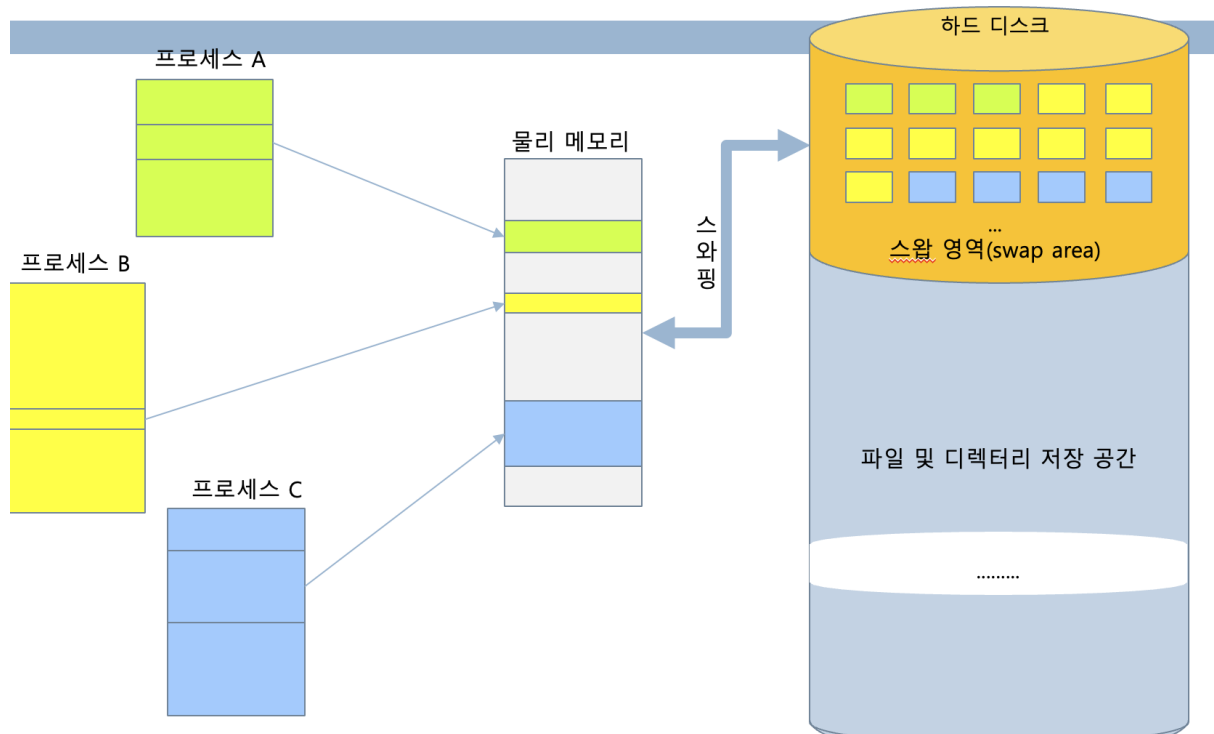 하드 디스크
프로세스 A
물리 메모리
스
와
핑
...
스왑 영역(swap area)
프로세스 B
파일 및 디렉터리 저장 공간
프로세스 C
.........